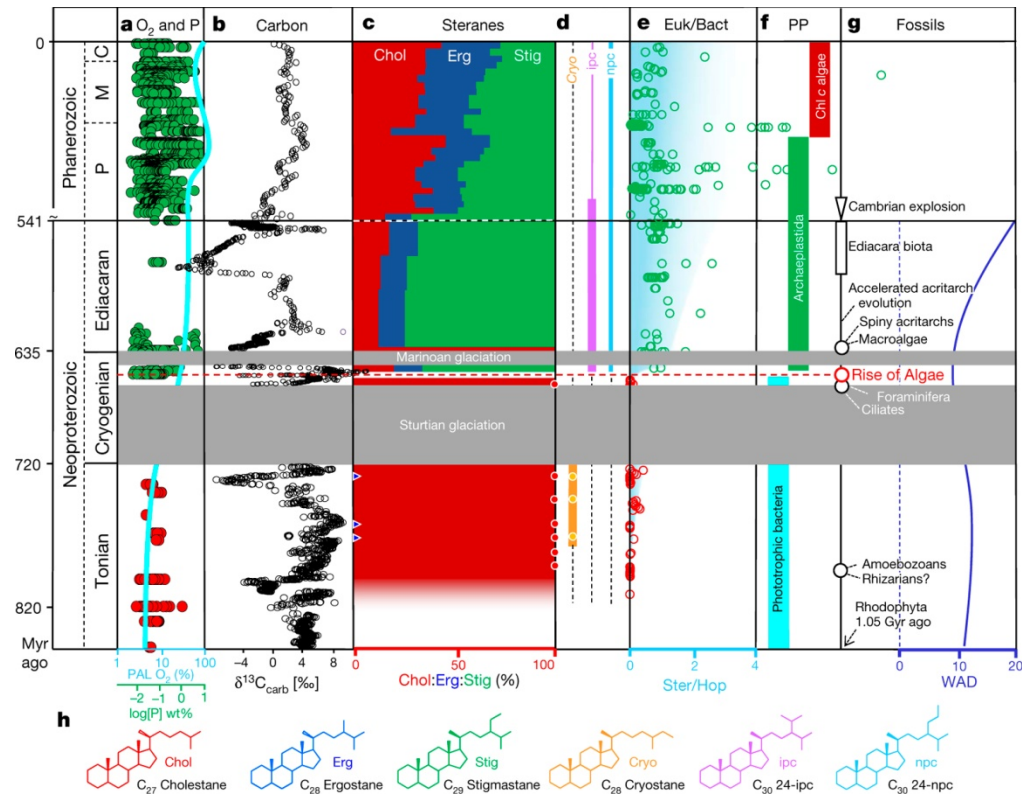 a O₂ and P
b Carbon
c Steranes
d
e Euk/Bact
f PP
g Fossils
0
541
635
720
820
Myr
ago
Phanerozoic
C
M
P
Neoproterozoic
Ediacaran
Cryogenian
Tonian
Chol
Erg
Stig
Cryo
ipc
npc
Chl c algae
Archaeplastida
Phototrophic bacteria
Marinoan glaciation
Sturtian glaciation
Cambrian explosion
Ediacara biota
Accelerated acritarch
evolution
Spiny acritarchs
Macroalgae
Rise of Algae
Foraminifera
Ciliates
Amoebozoans
Rhizarians?
Rhodophyta
1.05 Gyr ago
1 10 100
PAL O₂ (%)
−2 −1 0 1
log[P] wt%
−4 0 4 8
δ¹³Ccarb [‰]
0 50 100
Chol:Erg:Stig (%)
0 2 4
Ster/Hop
0 10 20
WAD
h
Chol
C₂₇ Cholestane
Erg
C₂₈ Ergostane
Stig
C₂₉ Stigmastane
Cryo
C₂₈ Cryostane
ipc
C₃₀ 24-ipc
npc
C₃₀ 24-npc